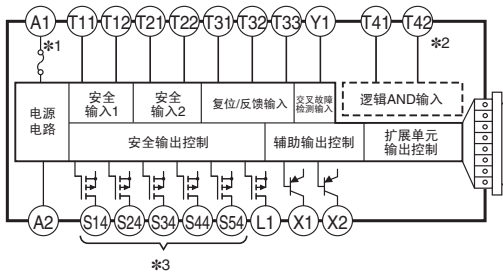 A1 T11 T12 T21 T22 T31 T32 T33 Y1 T41 T42
*1
*2
安全
输入1
安全
输入2
复位/反馈输入
交叉故障
检测输入
逻辑AND输入
电源
电路
安全输出控制
辅助输出控制
扩展单元
输出控制
A2 S14 S24 S34 S44 S54 L1 X1 X2
*3